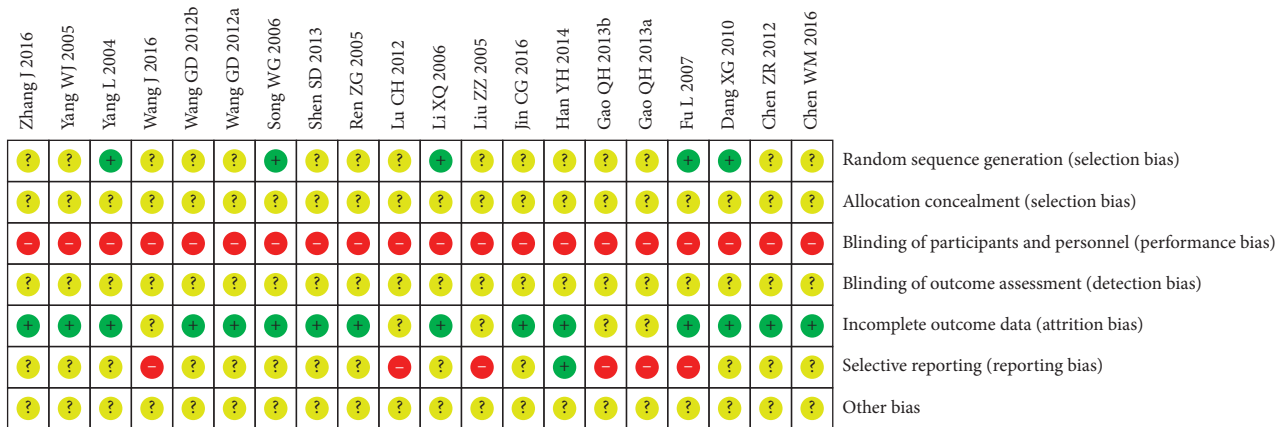 Zhang J 2016
Yang WJ 2005
Yang L 2004
Wang J 2016
Wang GD 2012b
Wang GD 2012a
Song WG 2006
Shen SD 2013
Ren ZG 2005
Lu CH 2012
Li XQ 2006
Liu ZZ 2005
Jin CG 2016
Han YH 2014
Gao QH 2013b
Gao QH 2013a
Fu L 2007
Dang XG 2010
Chen ZR 2012
Chen WM 2016
? ? + ? ? ? + ? ? ? + ? ? ? ? ? + + ? ? Random sequence generation (selection bias)
? ? ? ? ? ? ? ? ? ? ? ? ? ? ? ? ? ? ? ? Allocation concealment (selection bias)
– – – – – – – – – – – – – – – – – – – – Blinding of participants and personnel (performance bias)
? ? ? ? ? ? ? ? ? ? ? ? ? ? ? ? ? ? ? ? Blinding of outcome assessment (detection bias)
+ + + ? + + + + + ? + ? + + ? ? + + + + Incomplete outcome data (attrition bias)
? ? ? – ? ? ? ? ? – ? – ? + – – – ? ? ? Selective reporting (reporting bias)
? ? ? ? ? ? ? ? ? ? ? ? ? ? ? ? ? ? ? ? Other bias